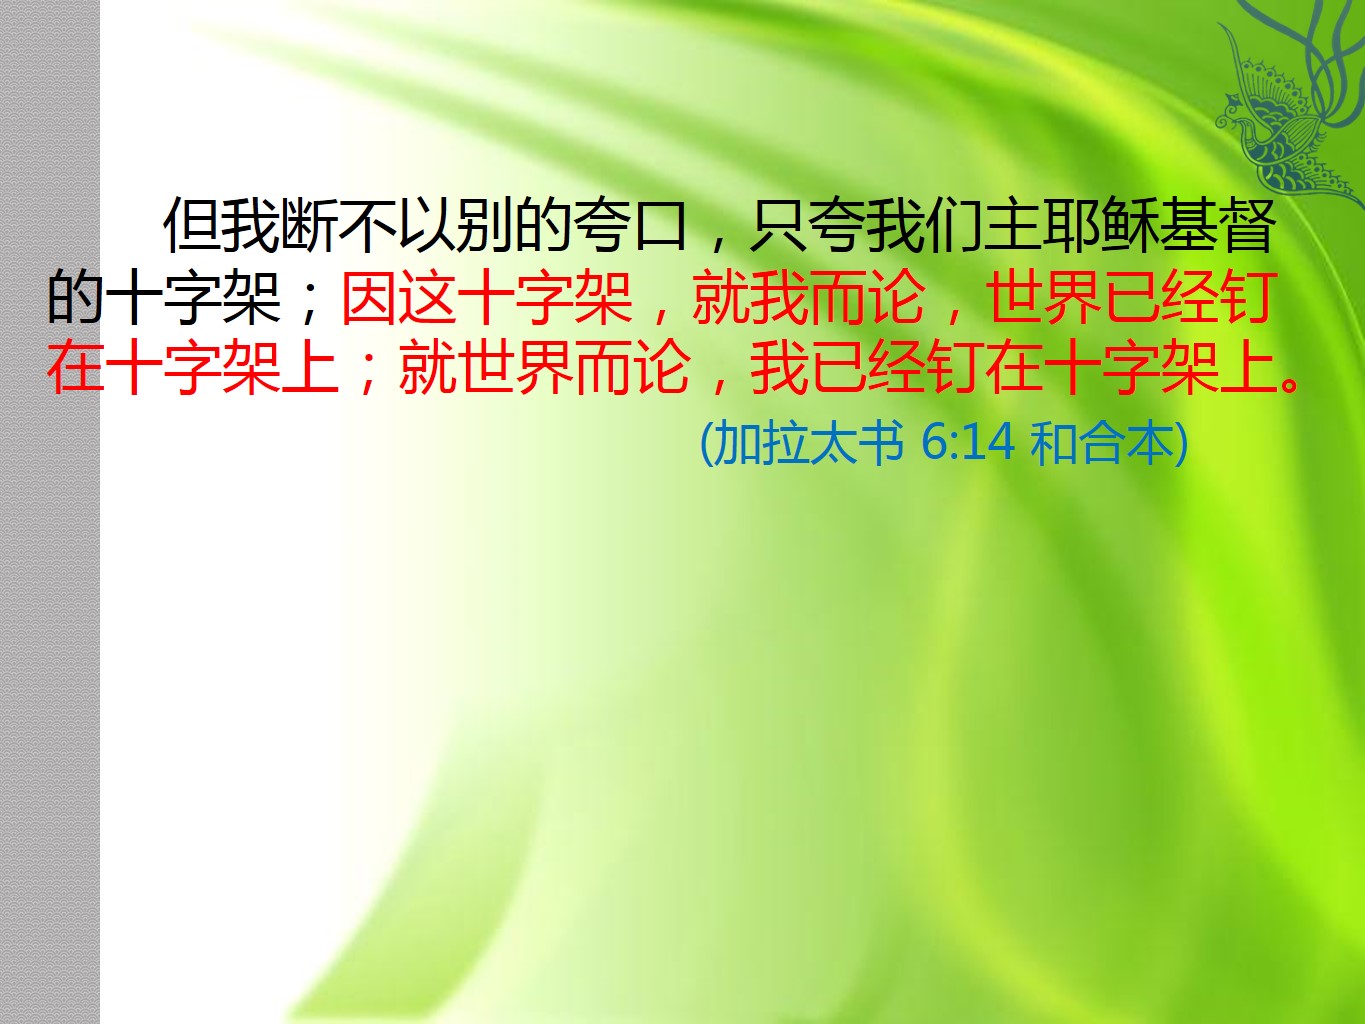 但我断不以别的夸口，只夸我们主耶稣基督
的十字架；因这十字架，就我而论，世界已经钉
在十字架上；就世界而论，我已经钉在十字架上。
(加拉太书 6:14 和合本)